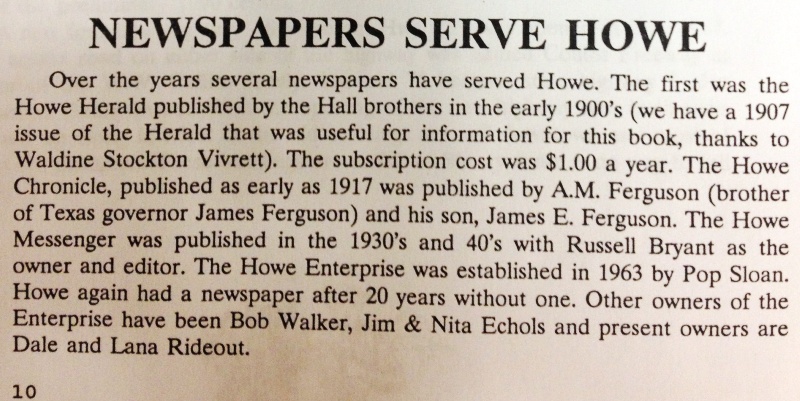 NEWSPAPERS SERVE HOWE
Over the years several newspapers have served Howe. The first was the
Howe Herald published by the Hall brothers in the early 1900's (we have a 1907
issue of the Herald that was useful for information for this book, thanks to
Waldine Stockton Vivrett). The subscription cost was $1.00 a year. The Howe
Chronicle, published as early as 1917 was published by A.M. Ferguson (brother
of Texas governor James Ferguson) and his son, James E. Ferguson. The Howe
Messenger was published in the 1930's and 40's with Russell Bryant as the
owner and editor. The Howe Enterprise was established in 1963 by Pop Sloan.
Howe again had a newspaper after 20 years without one. Other owners of the
Enterprise have been Bob Walker, Jim & Nita Echols and present owners are
Dale and Lana Rideout.
10